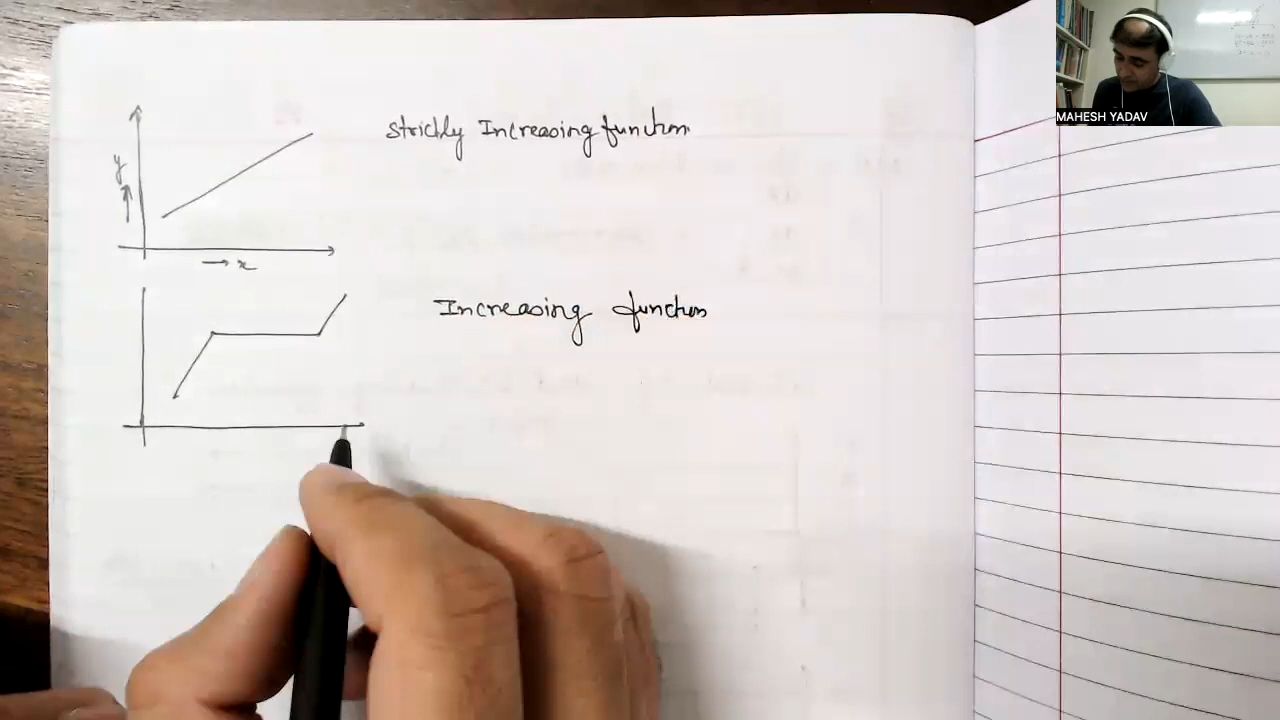 MAHESH YADAV
Strictly Increasing function
y
→ x
Increasing function